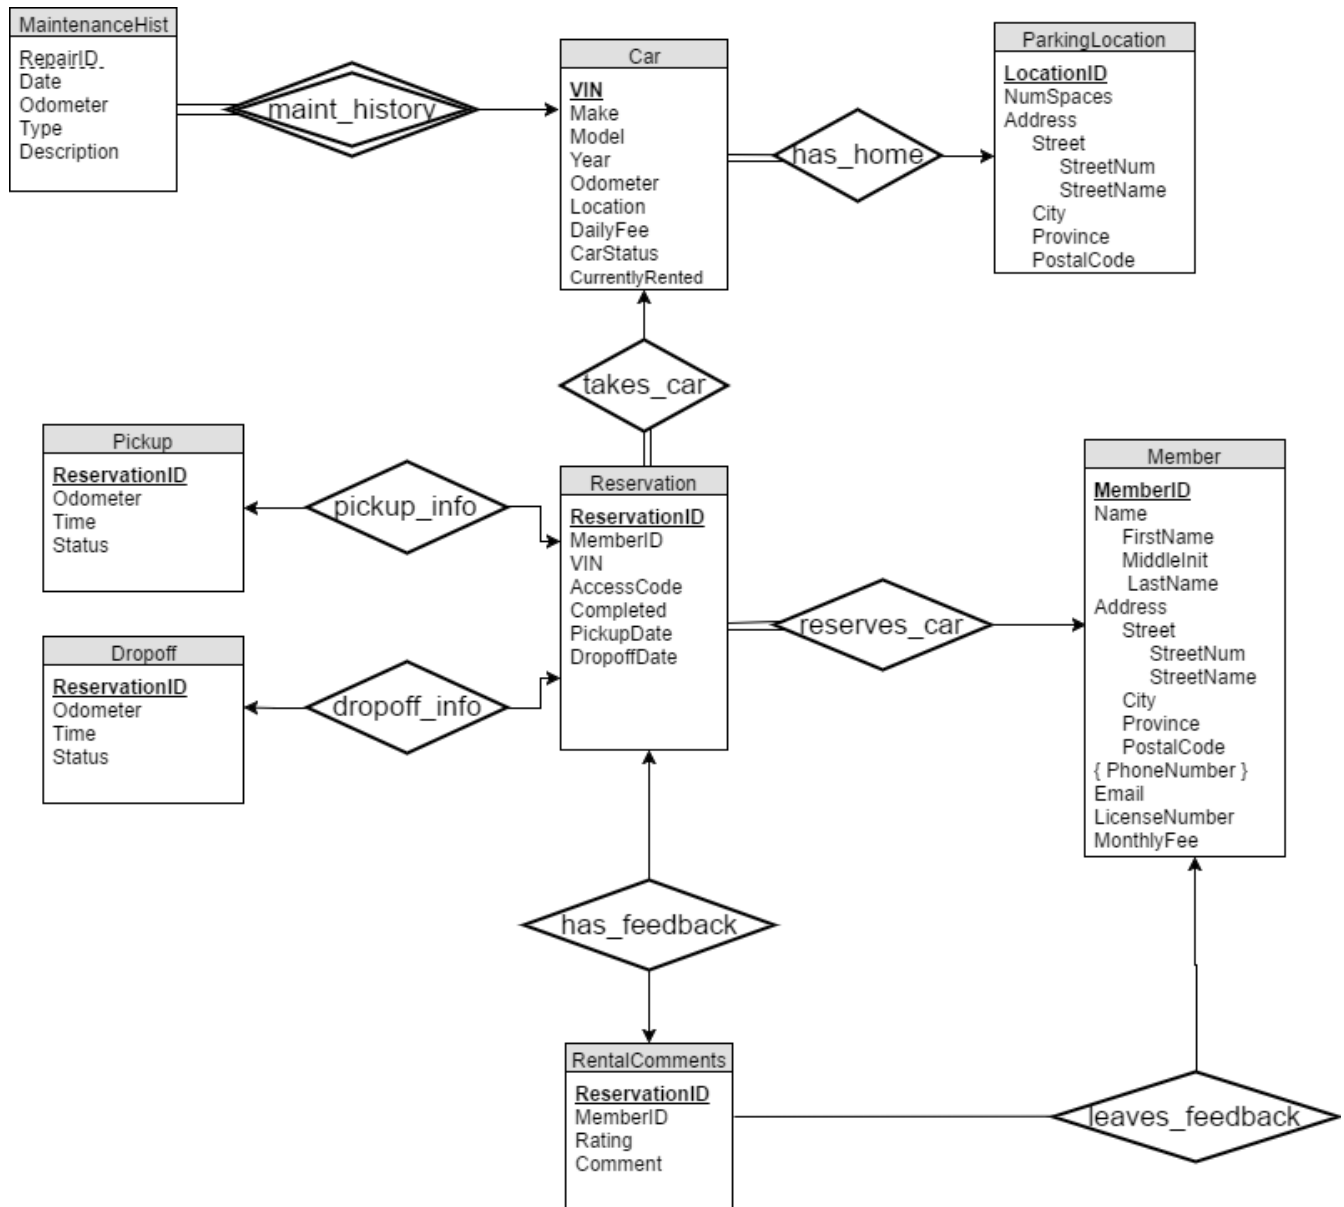 MaintenanceHist
RepairID
Date
Odometer
Type
Description
maint_history
Car
VIN
Make
Model
Year
Odometer
Location
DailyFee
CarStatus
CurrentlyRented
has_home
ParkingLocation
LocationID
NumSpaces
Address
Street
StreetNum
StreetName
City
Province
PostalCode
takes_car
Pickup
ReservationID
Odometer
Time
Status
pickup_info
Reservation
ReservationID
MemberID
VIN
AccessCode
Completed
PickupDate
DropoffDate
reserves_car
Member
MemberID
Name
FirstName
MiddleInit
LastName
Address
Street
StreetNum
StreetName
City
Province
PostalCode
{ PhoneNumber }
Email
LicenseNumber
MonthlyFee
Dropoff
ReservationID
Odometer
Time
Status
dropoff_info
has_feedback
RentalComments
ReservationID
MemberID
Rating
Comment
leaves_feedback